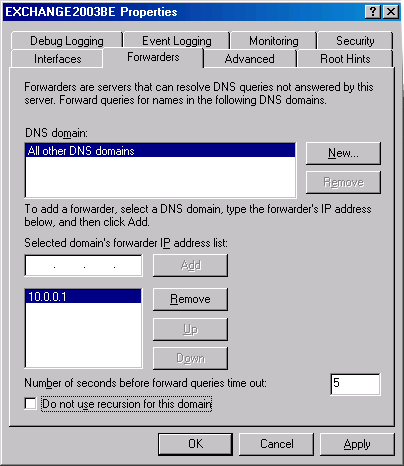 EXCHANGE2003BE Properties
Debug Logging Event Logging Monitoring Security
Interfaces Forwarders Advanced Root Hints
Forwarders are servers that can resolve DNS queries not answered by this
server. Forward queries for names in the following DNS domains.
DNS domain:
All other DNS domains
New...
Remove
To add a forwarder, select a DNS domain, type the forwarder's IP address
below, and then click Add.
Selected domain's forwarder IP address list:
. . . Add
10.0.0.1 Remove
Up
Down
Number of seconds before forward queries time out: 5
Do not use recursion for this domain
OK Cancel Apply